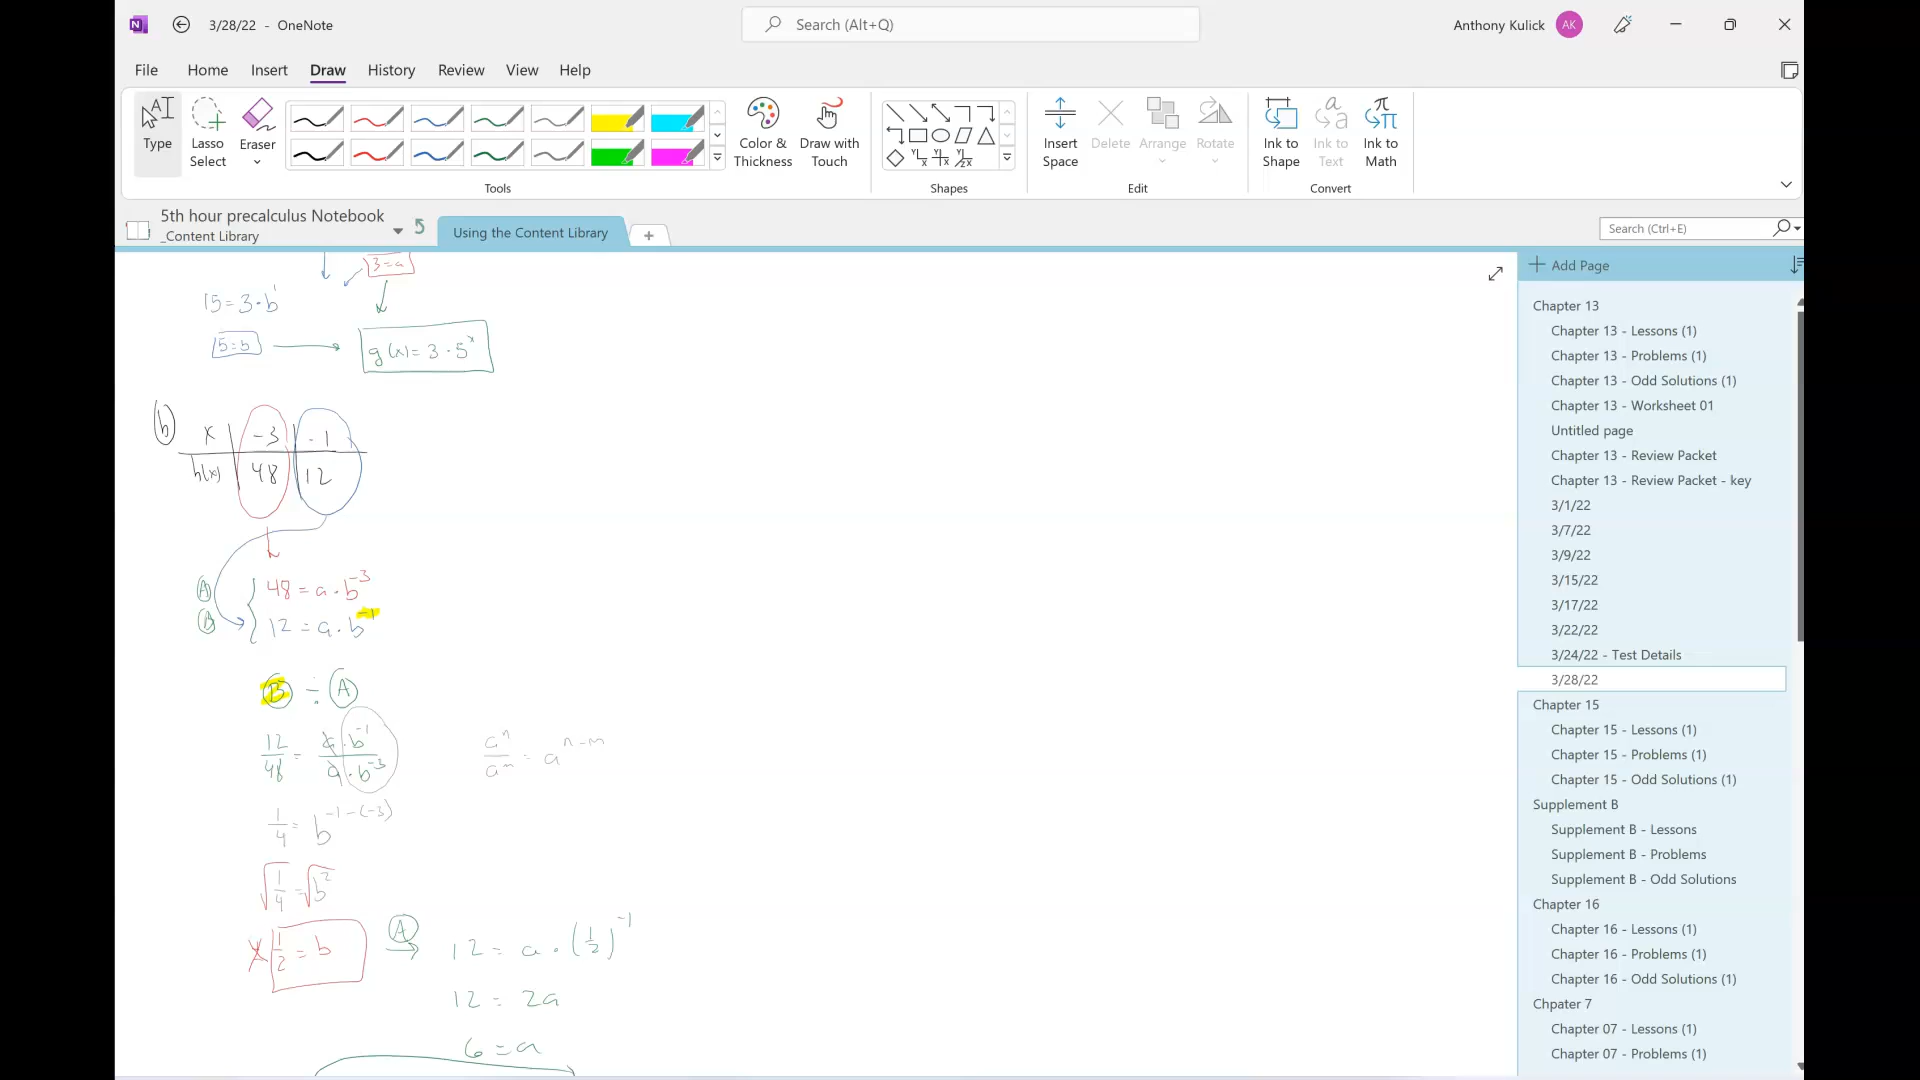 3/28/22 - OneNote
Search (Alt+Q)
Anthony Kulick
AK
File Home Insert Draw History Review View Help
Type
Lasso Select
Eraser
Color & Thickness
Draw with Touch
Insert Space
Delete
Arrange
Rotate
Ink to Shape
Ink to Text
Ink to Math
Tools
Shapes
Edit
Convert
5th hour precalculus Notebook
_Content Library
Using the Content Library
Search (Ctrl+E)
3 = a
15 = 3 · b^1
5 = b
g(x) = 3 · 5^x
(b)
x | -3 | -1
h(x) | 48 | 12
(A) 48 = a · b^-3
(B) 12 = a · b^-1
(B) ÷ (A)
12/48 = a · b^-1 / a · b^-3
a^n / a^m = a^n-m
1/4 = b^-1-(-3)
√1/4 = √b^2
1/2 = b
(A)
12 = a · (1/2)^-1
12 = 2a
6 = a
Add Page
Chapter 13
Chapter 13 - Lessons (1)
Chapter 13 - Problems (1)
Chapter 13 - Odd Solutions (1)
Chapter 13 - Worksheet 01
Untitled page
Chapter 13 - Review Packet
Chapter 13 - Review Packet - key
3/1/22
3/7/22
3/9/22
3/15/22
3/17/22
3/22/22
3/24/22 - Test Details
3/28/22
Chapter 15
Chapter 15 - Lessons (1)
Chapter 15 - Problems (1)
Chapter 15 - Odd Solutions (1)
Supplement B
Supplement B - Lessons
Supplement B - Problems
Supplement B - Odd Solutions
Chapter 16
Chapter 16 - Lessons (1)
Chapter 16 - Problems (1)
Chapter 16 - Odd Solutions (1)
Chpater 7
Chapter 07 - Lessons (1)
Chapter 07 - Problems (1)